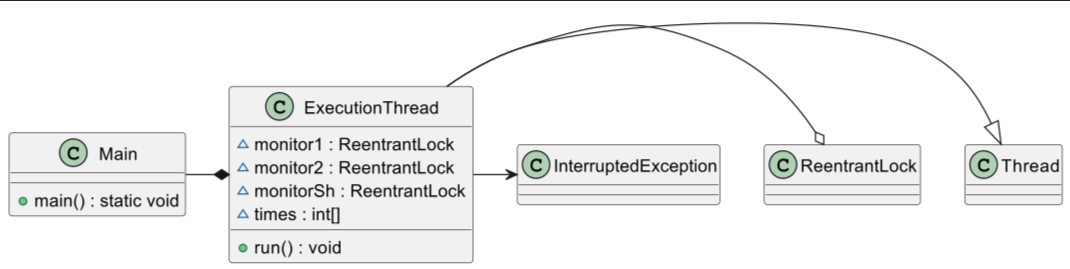 C Main
main() : static void
C ExecutionThread
monitor1 : ReentrantLock
monitor2 : ReentrantLock
monitorSh : ReentrantLock
times : int[]
run() : void
C InterruptedException
C ReentrantLock
C Thread